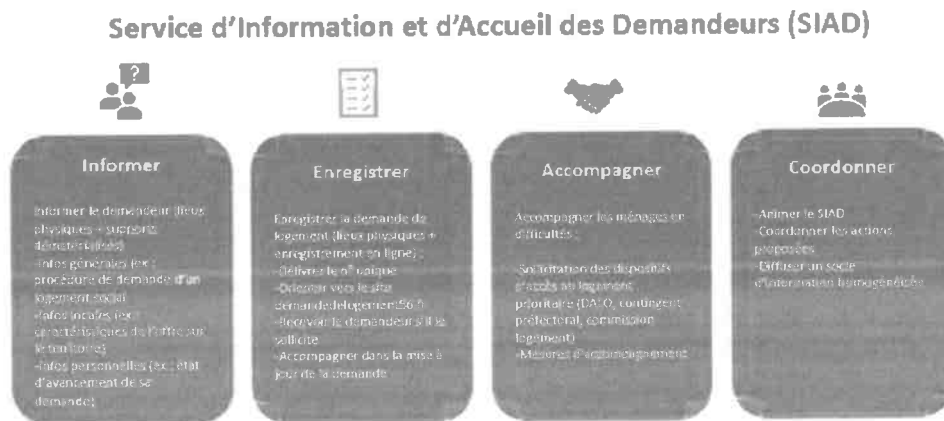 Service d'Information et d'Accueil des Demandeurs (SIAD)
?
Informer
Informer le demandeur (lieux
physiques + supports
dématérialisés)
-Infos générales (ex :
procédure de demande d'un
logement social
-Infos locales (ex :
caractéristiques de l'offre sur
le territoire)
-Infos personnelles (ex : état
d'avancement de sa
demande)
Enregistrer
Enregistrer la demande de
logement (lieux physiques +
enregistrement en ligne) :
-Délivrer le n° unique
-Orienter vers le site
-Recevoir le demandeur s'il le
sollicite
-Accompagner dans la mise à
jour de la demande
Accompagner
Accompagner les ménages en
difficultés :
-Sollicitation des dispositifs
d'accès au logement
prioritaire (DALO, contingent
préfectoral, commission
logement)
-Mesures d'accompagnement
Coordonner
-Animer le SIAD
-Coordonner les actions
proposées
-Diffuser un socle
d'information homogénéisée